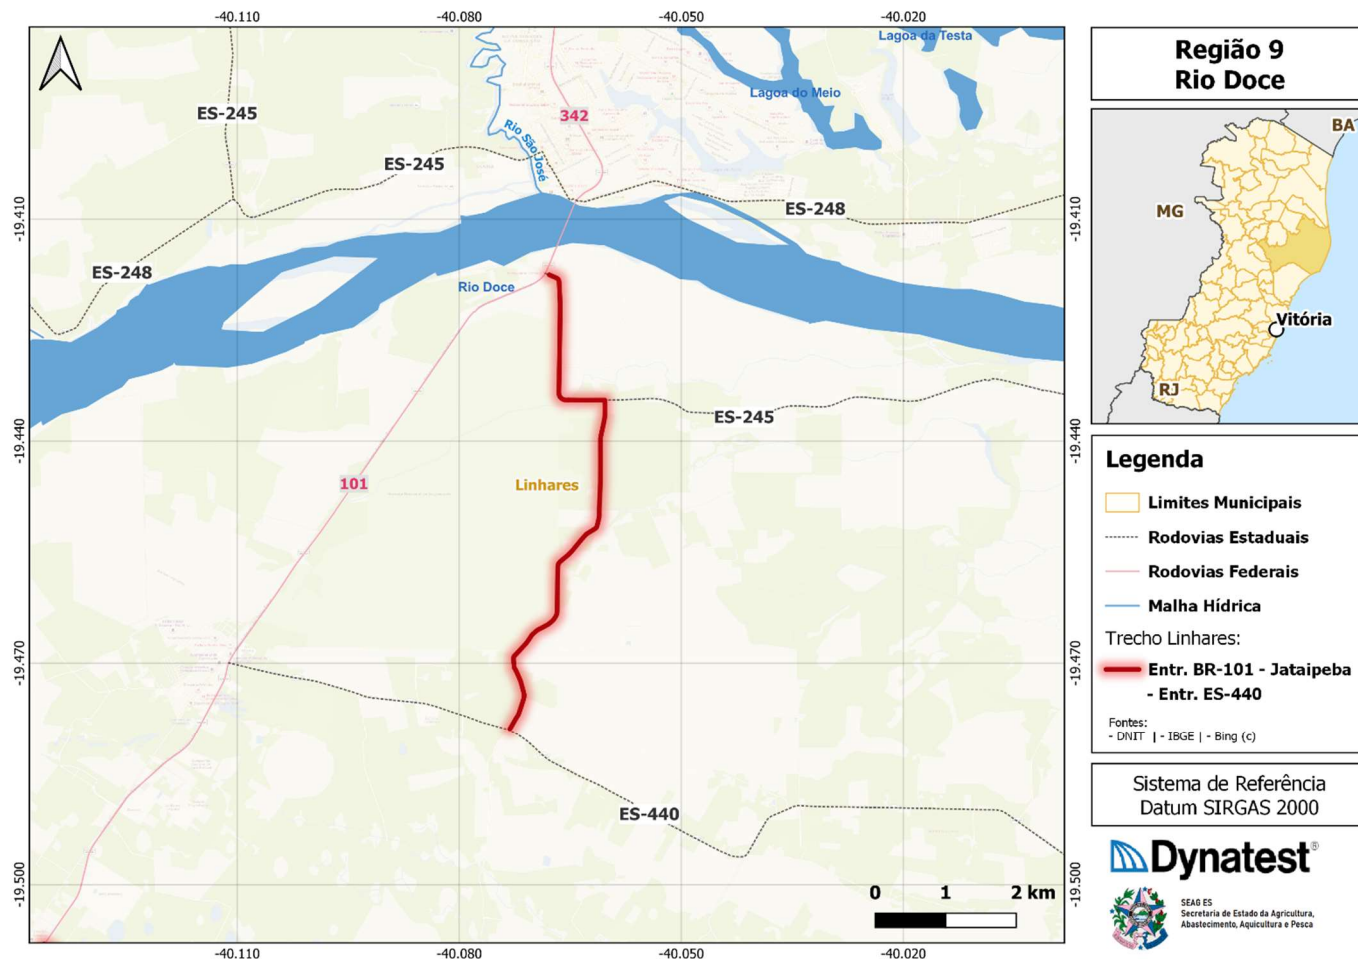 -40.110
-40.080
-40.050
-40.020
Lagoa da Testa
Lagoa do Meio
342
ES-245
Rio São José
ES-245
ES-248
-19.410
-19.410
ES-248
Rio Doce
ES-245
-19.440
-19.440
101
Linhares
-19.470
-19.470
ES-440
-19.500
-19.500
0 1 2 km
-40.110
-40.080
-40.050
-40.020
Região 9
Rio Doce
BA
MG
Vitória
RJ
Legenda
Limites Municipais
Rodovias Estaduais
Rodovias Federais
Malha Hídrica
Trecho Linhares:
Entr. BR-101 - Jataipeba
- Entr. ES-440
Fontes:
- DNIT | - IBGE | - Bing (c)
Sistema de Referência
Datum SIRGAS 2000
Dynatest®
SEAG ES
Secretaria de Estado da Agricultura,
Abastecimento, Aquicultura e Pesca